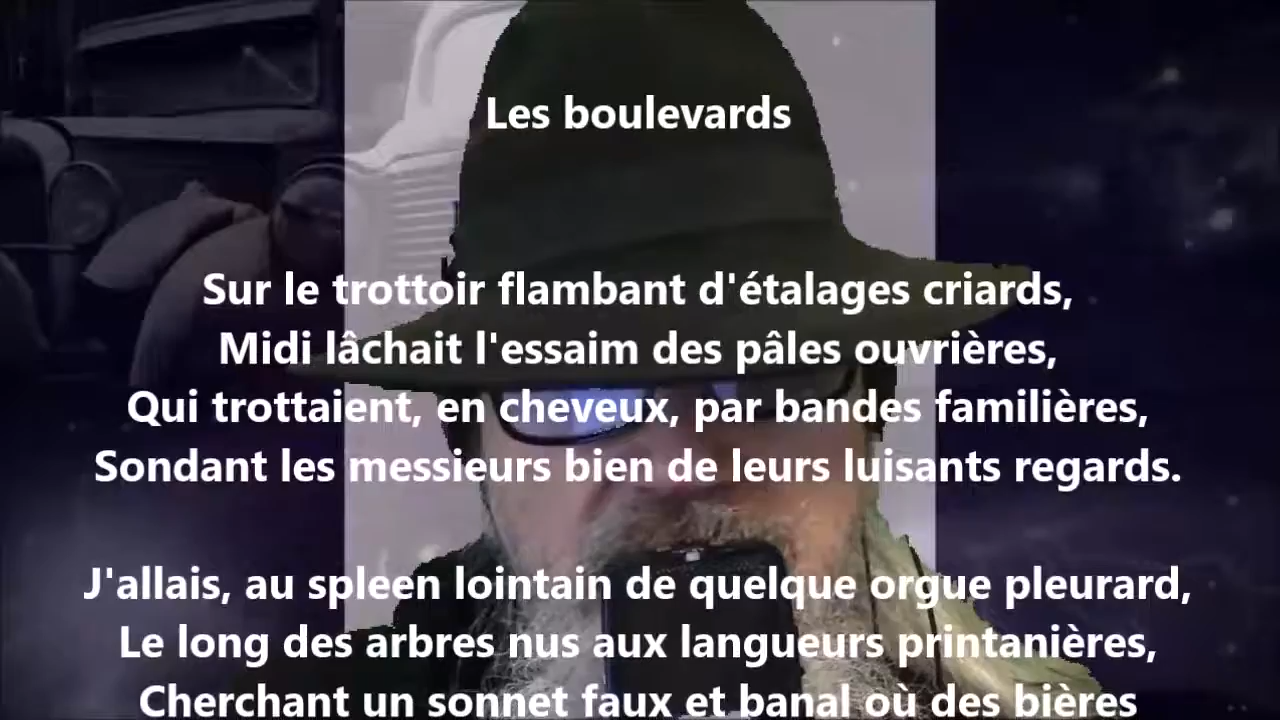 Les boulevards
Sur le trottoir flambant d'étalages criards,
Midi lâchait l'essaim des pâles ouvrières,
Qui trottaient, en cheveux, par bandes familières,
Sondant les messieurs bien de leurs luisants regards.
J'allais, au spleen lointain de quelque orgue pleurard,
Le long des arbres nus aux langueurs printanières,
Cherchant un sonnet faux et banal où des bières